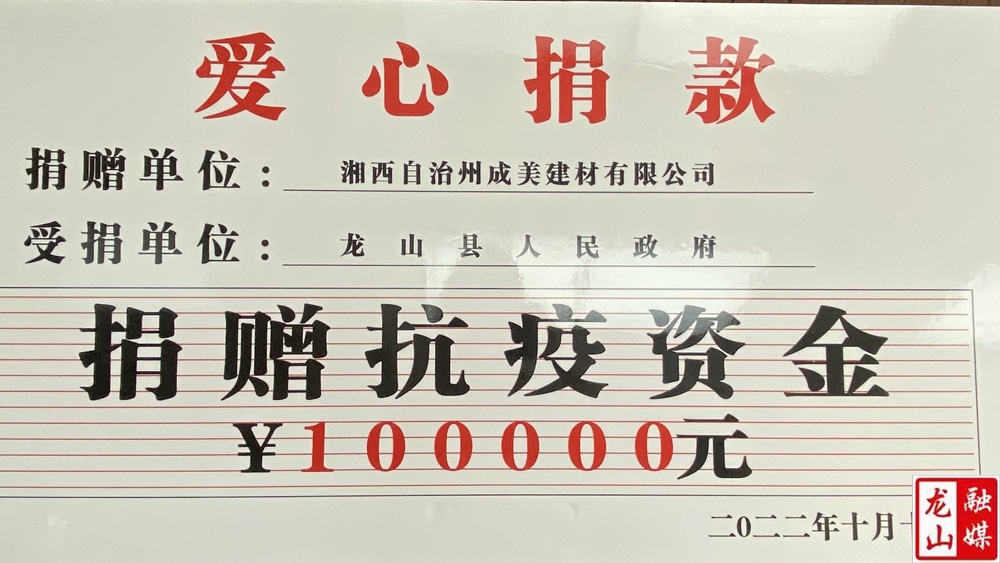 爱心捐款
捐赠单位：湘西自治州成美建材有限公司
受捐单位：龙山县人民政府
捐赠抗疫资金
¥100000元
二0二二年十月
龙山
融媒